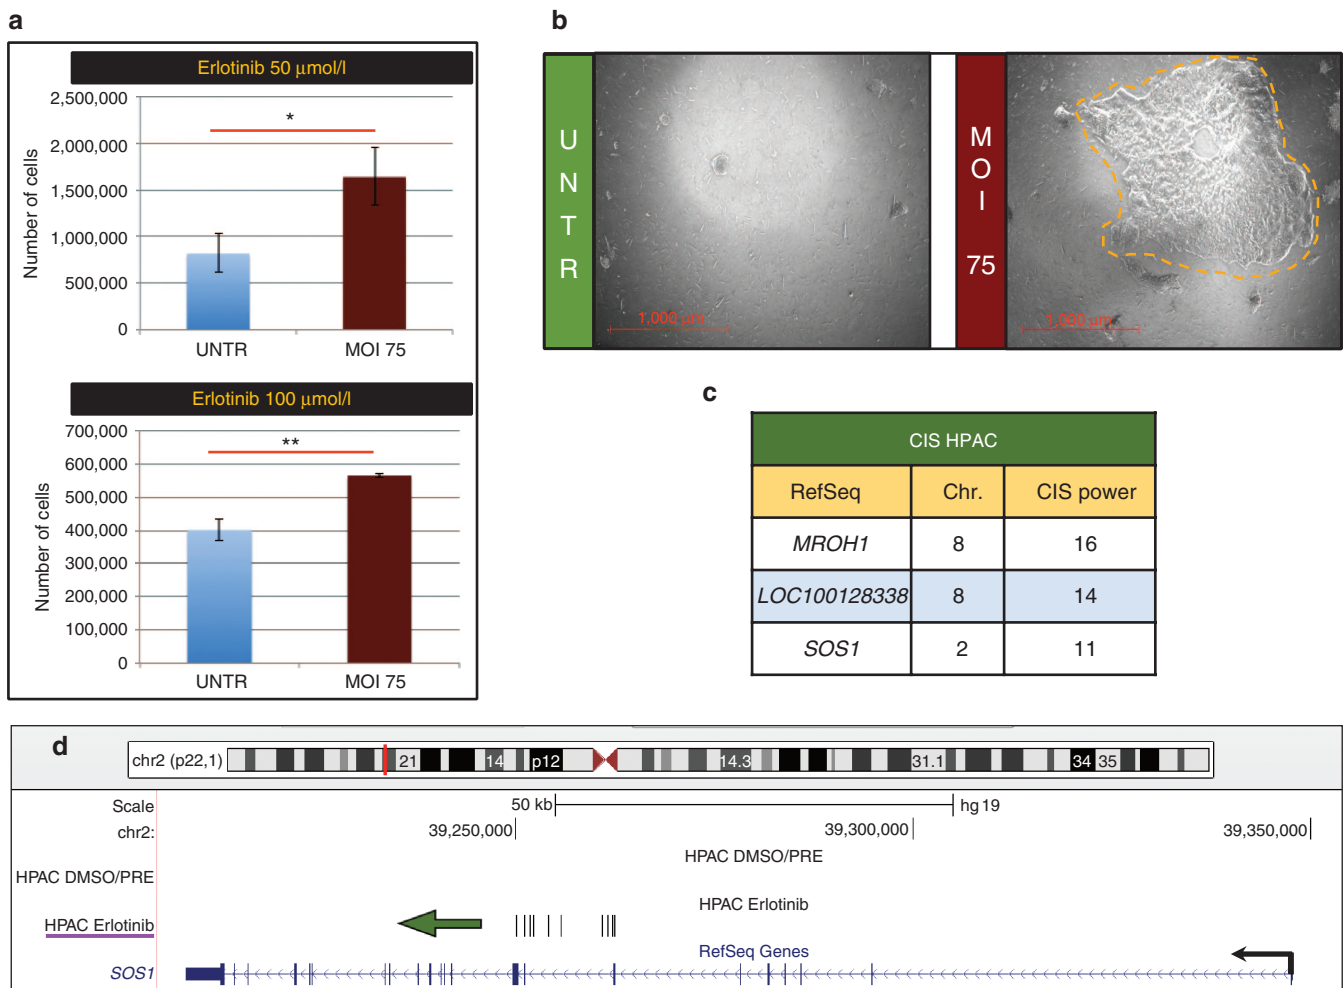 a
Erlotinib 50 μmol/l
Number of cells
2,500,000
2,000,000
1,500,000
1,000,000
500,000
0
*
UNTR
MOI 75
Erlotinib 100 μmol/l
Number of cells
700,000
600,000
500,000
400,000
300,000
200,000
100,000
0
**
UNTR
MOI 75
b
UNTR
1,000 μm
MOI 75
1,000 μm
c
CIS HPAC
RefSeq Chr. CIS power
MROH1 8 16
LOC100128338 8 14
SOS1 2 11
d
chr2 (p22,1) 21 14 p12 14.3 31.1 34 35
Scale 50 kb hg19
chr2: 39,250,000 39,300,000 39,350,000
HPAC DMSO/PRE
HPAC DMSO/PRE
HPAC Erlotinib
HPAC Erlotinib
RefSeq Genes
SOS1